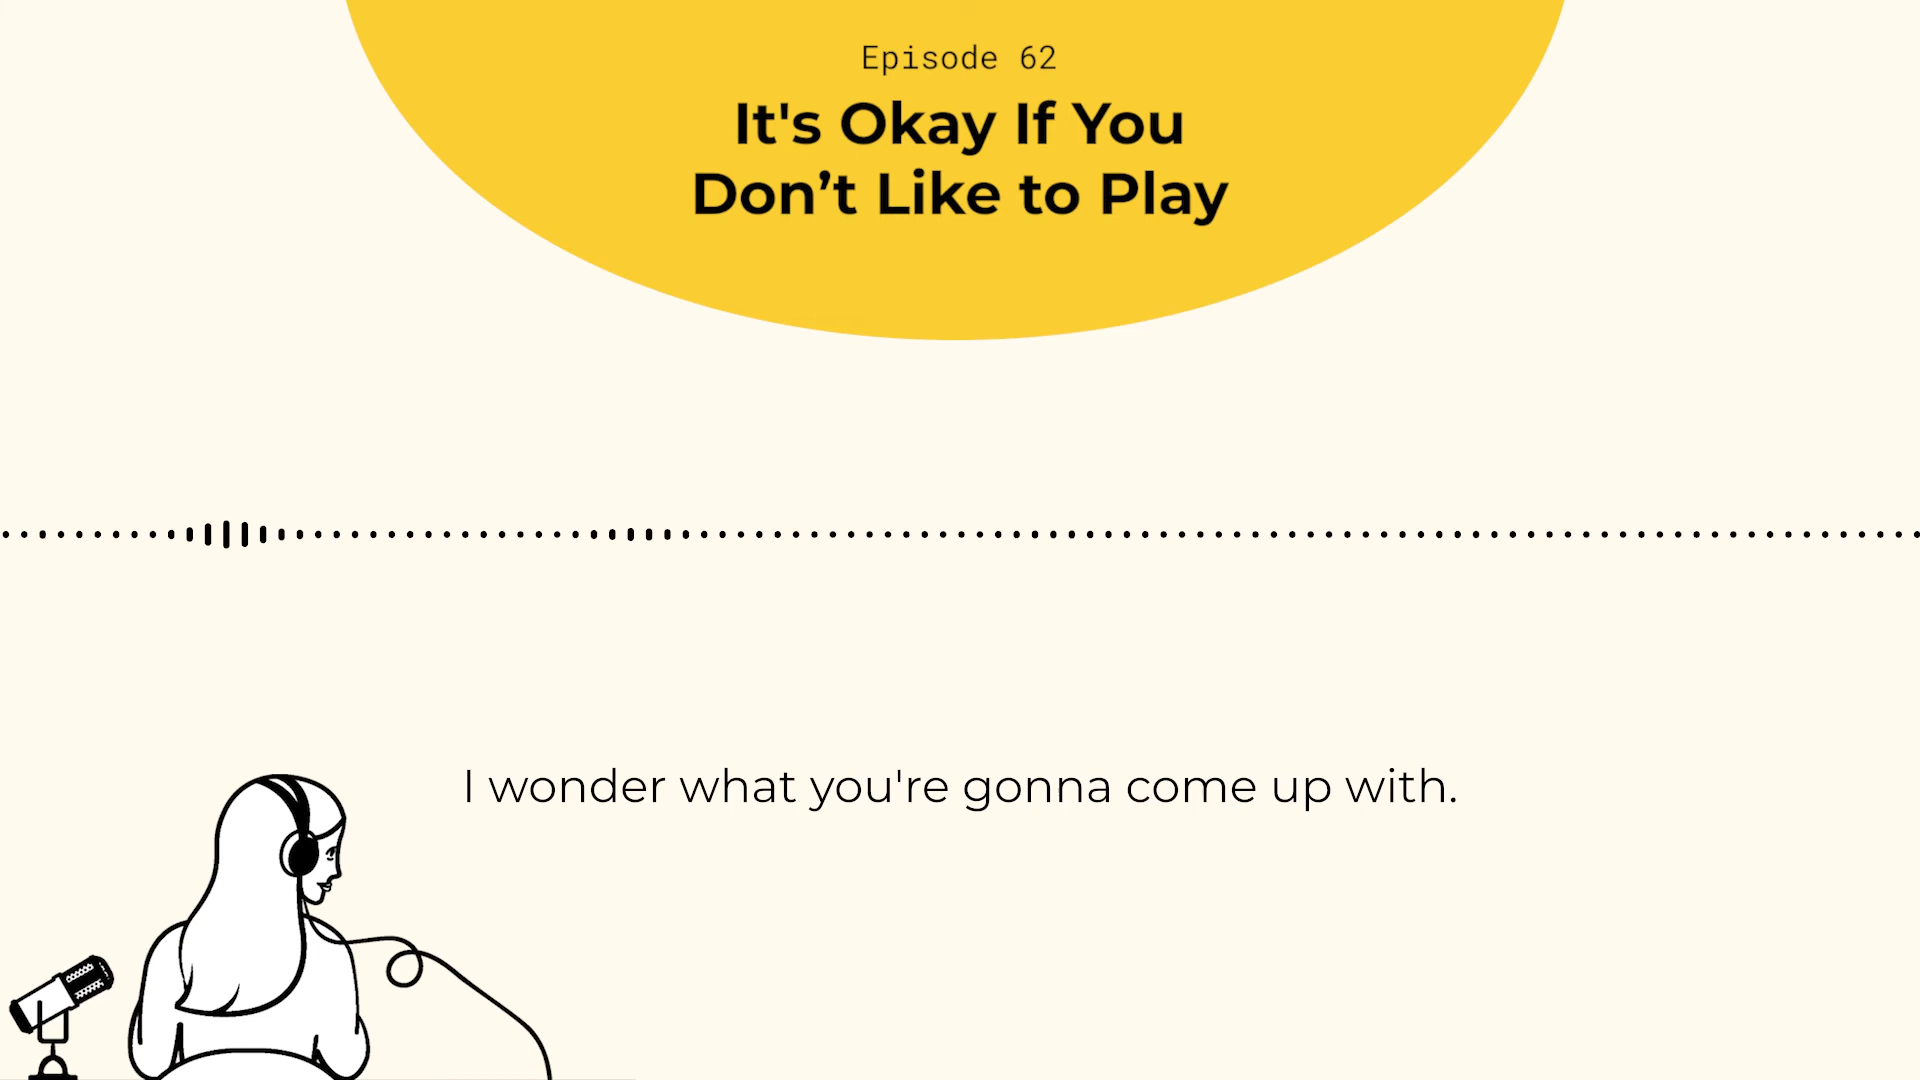 Episode 62
It's Okay If You
Don’t Like to Play
I wonder what you're gonna come up with.